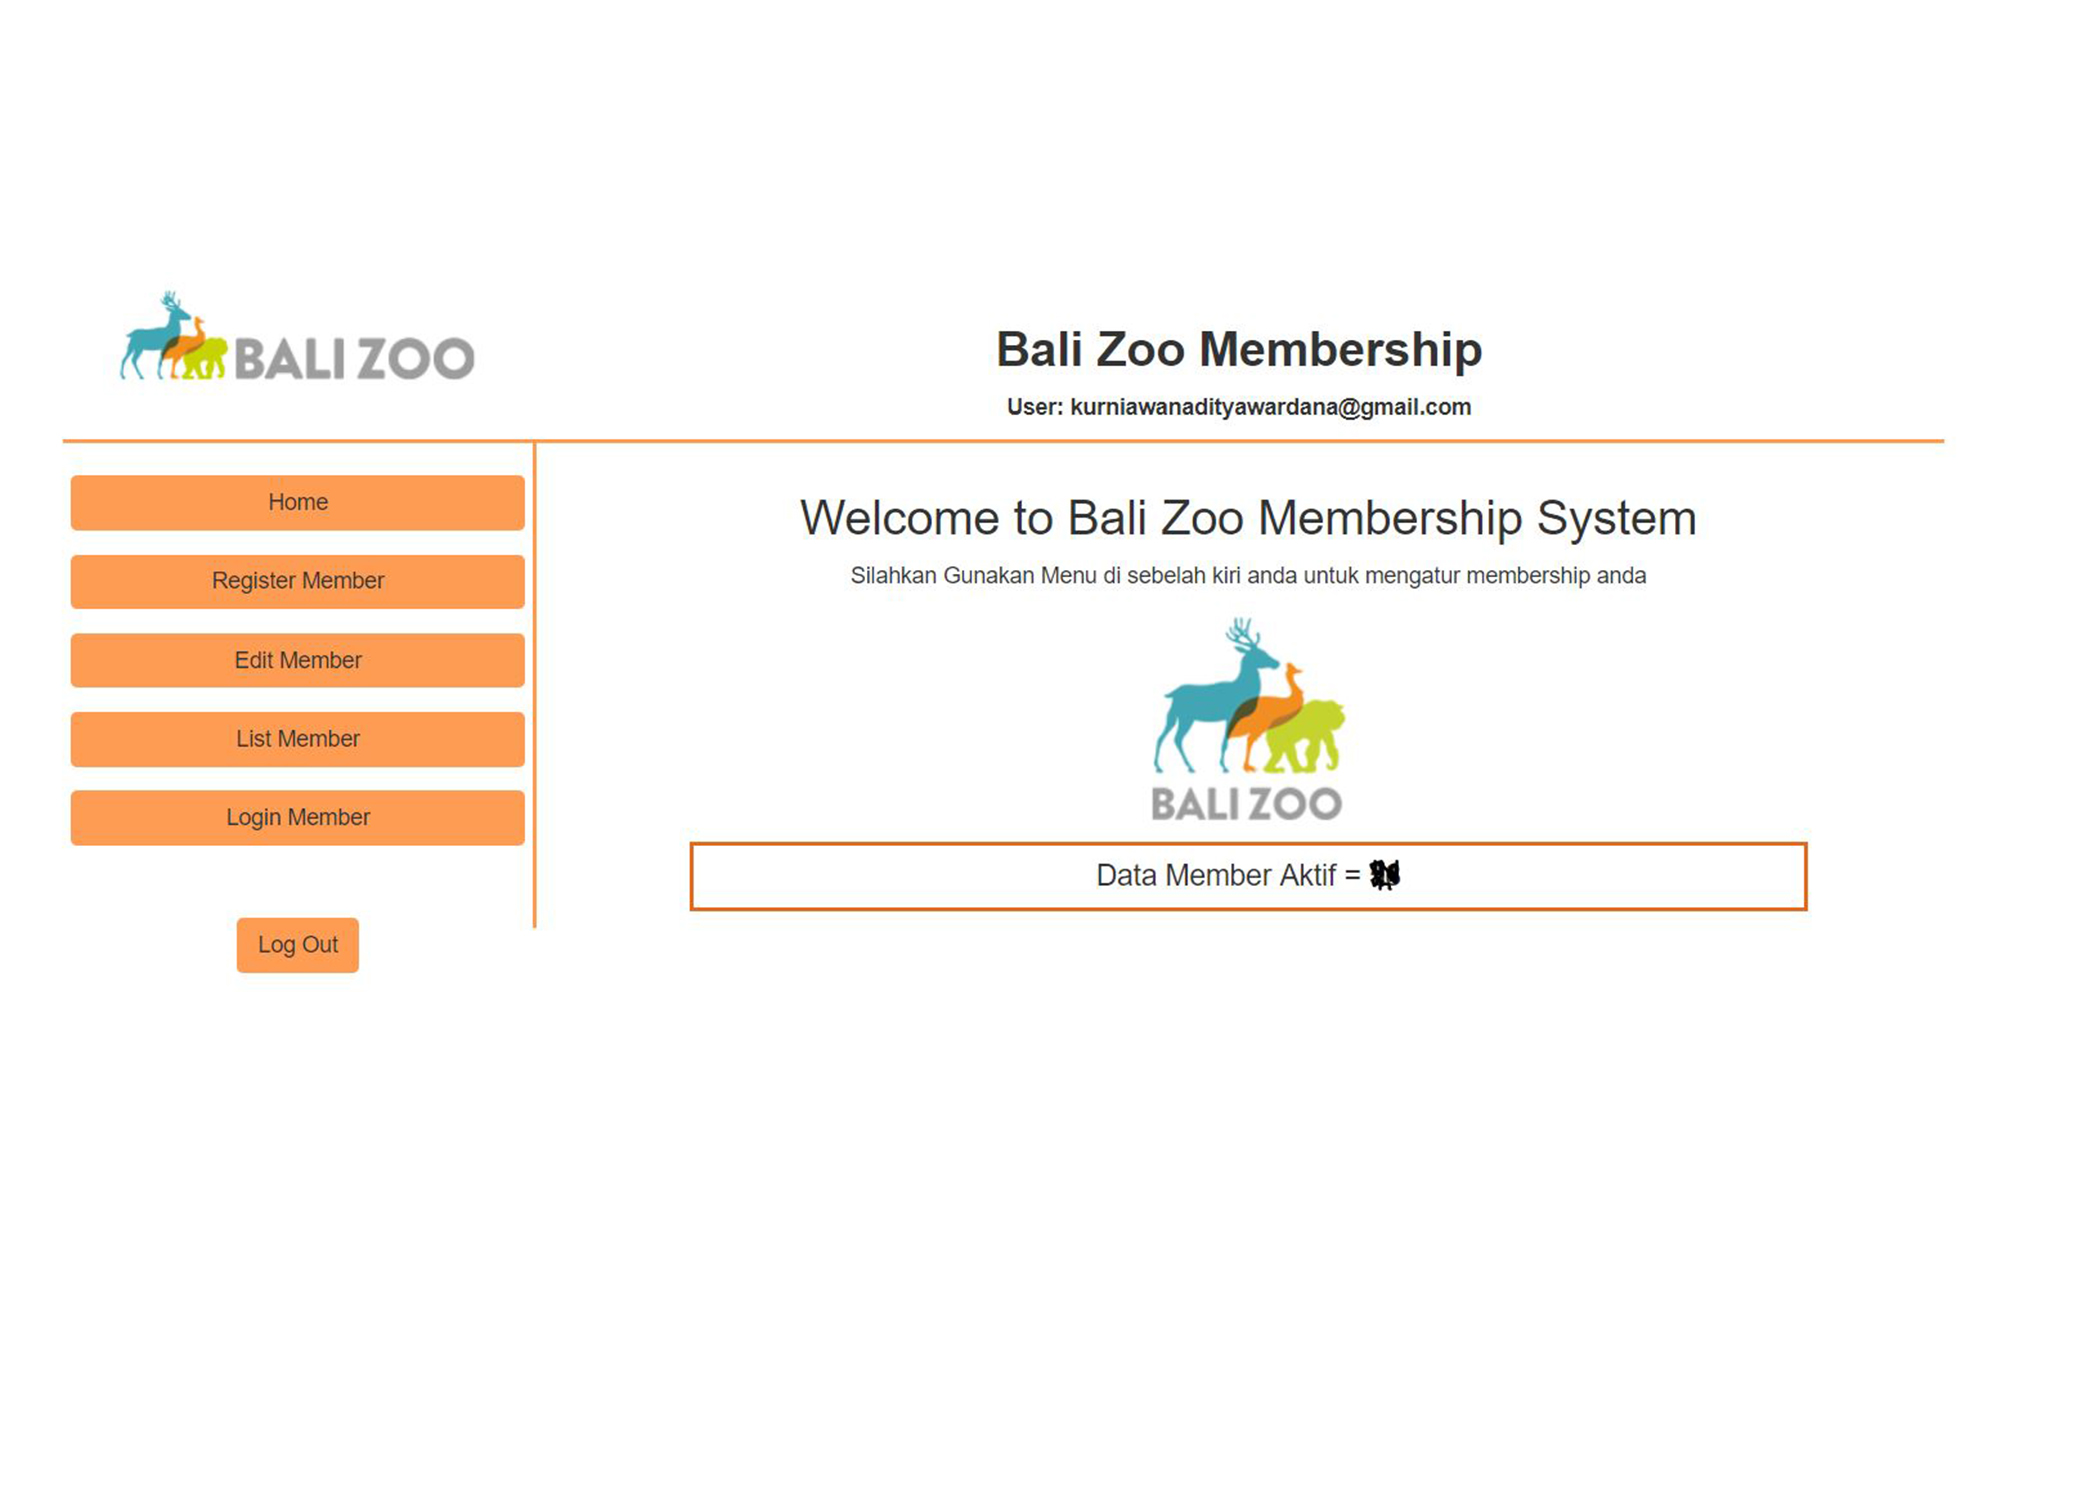 BALI ZOO
Bali Zoo Membership
User: kurniawanadityawardana@gmail.com
Home
Register Member
Edit Member
List Member
Login Member
Log Out
Welcome to Bali Zoo Membership System
Silahkan Gunakan Menu di sebelah kiri anda untuk mengatur membership anda
BALI ZOO
Data Member Aktif =